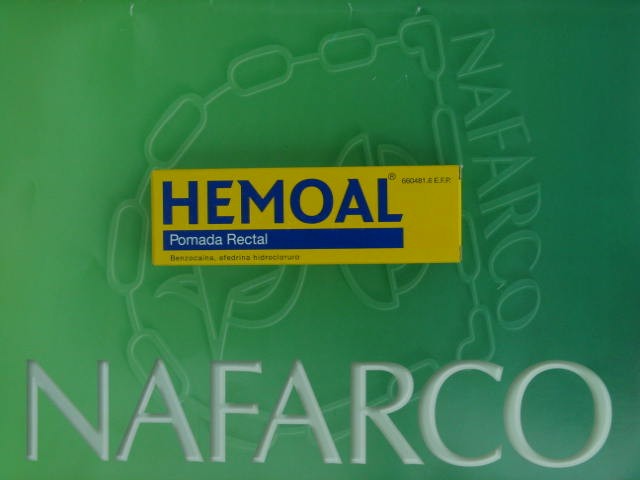 NAFARCO
HEMOAL®
660481.6 E.F.P.
Pomada Rectal
Benzocaína, efedrina hidrocloruro
NAFARCO